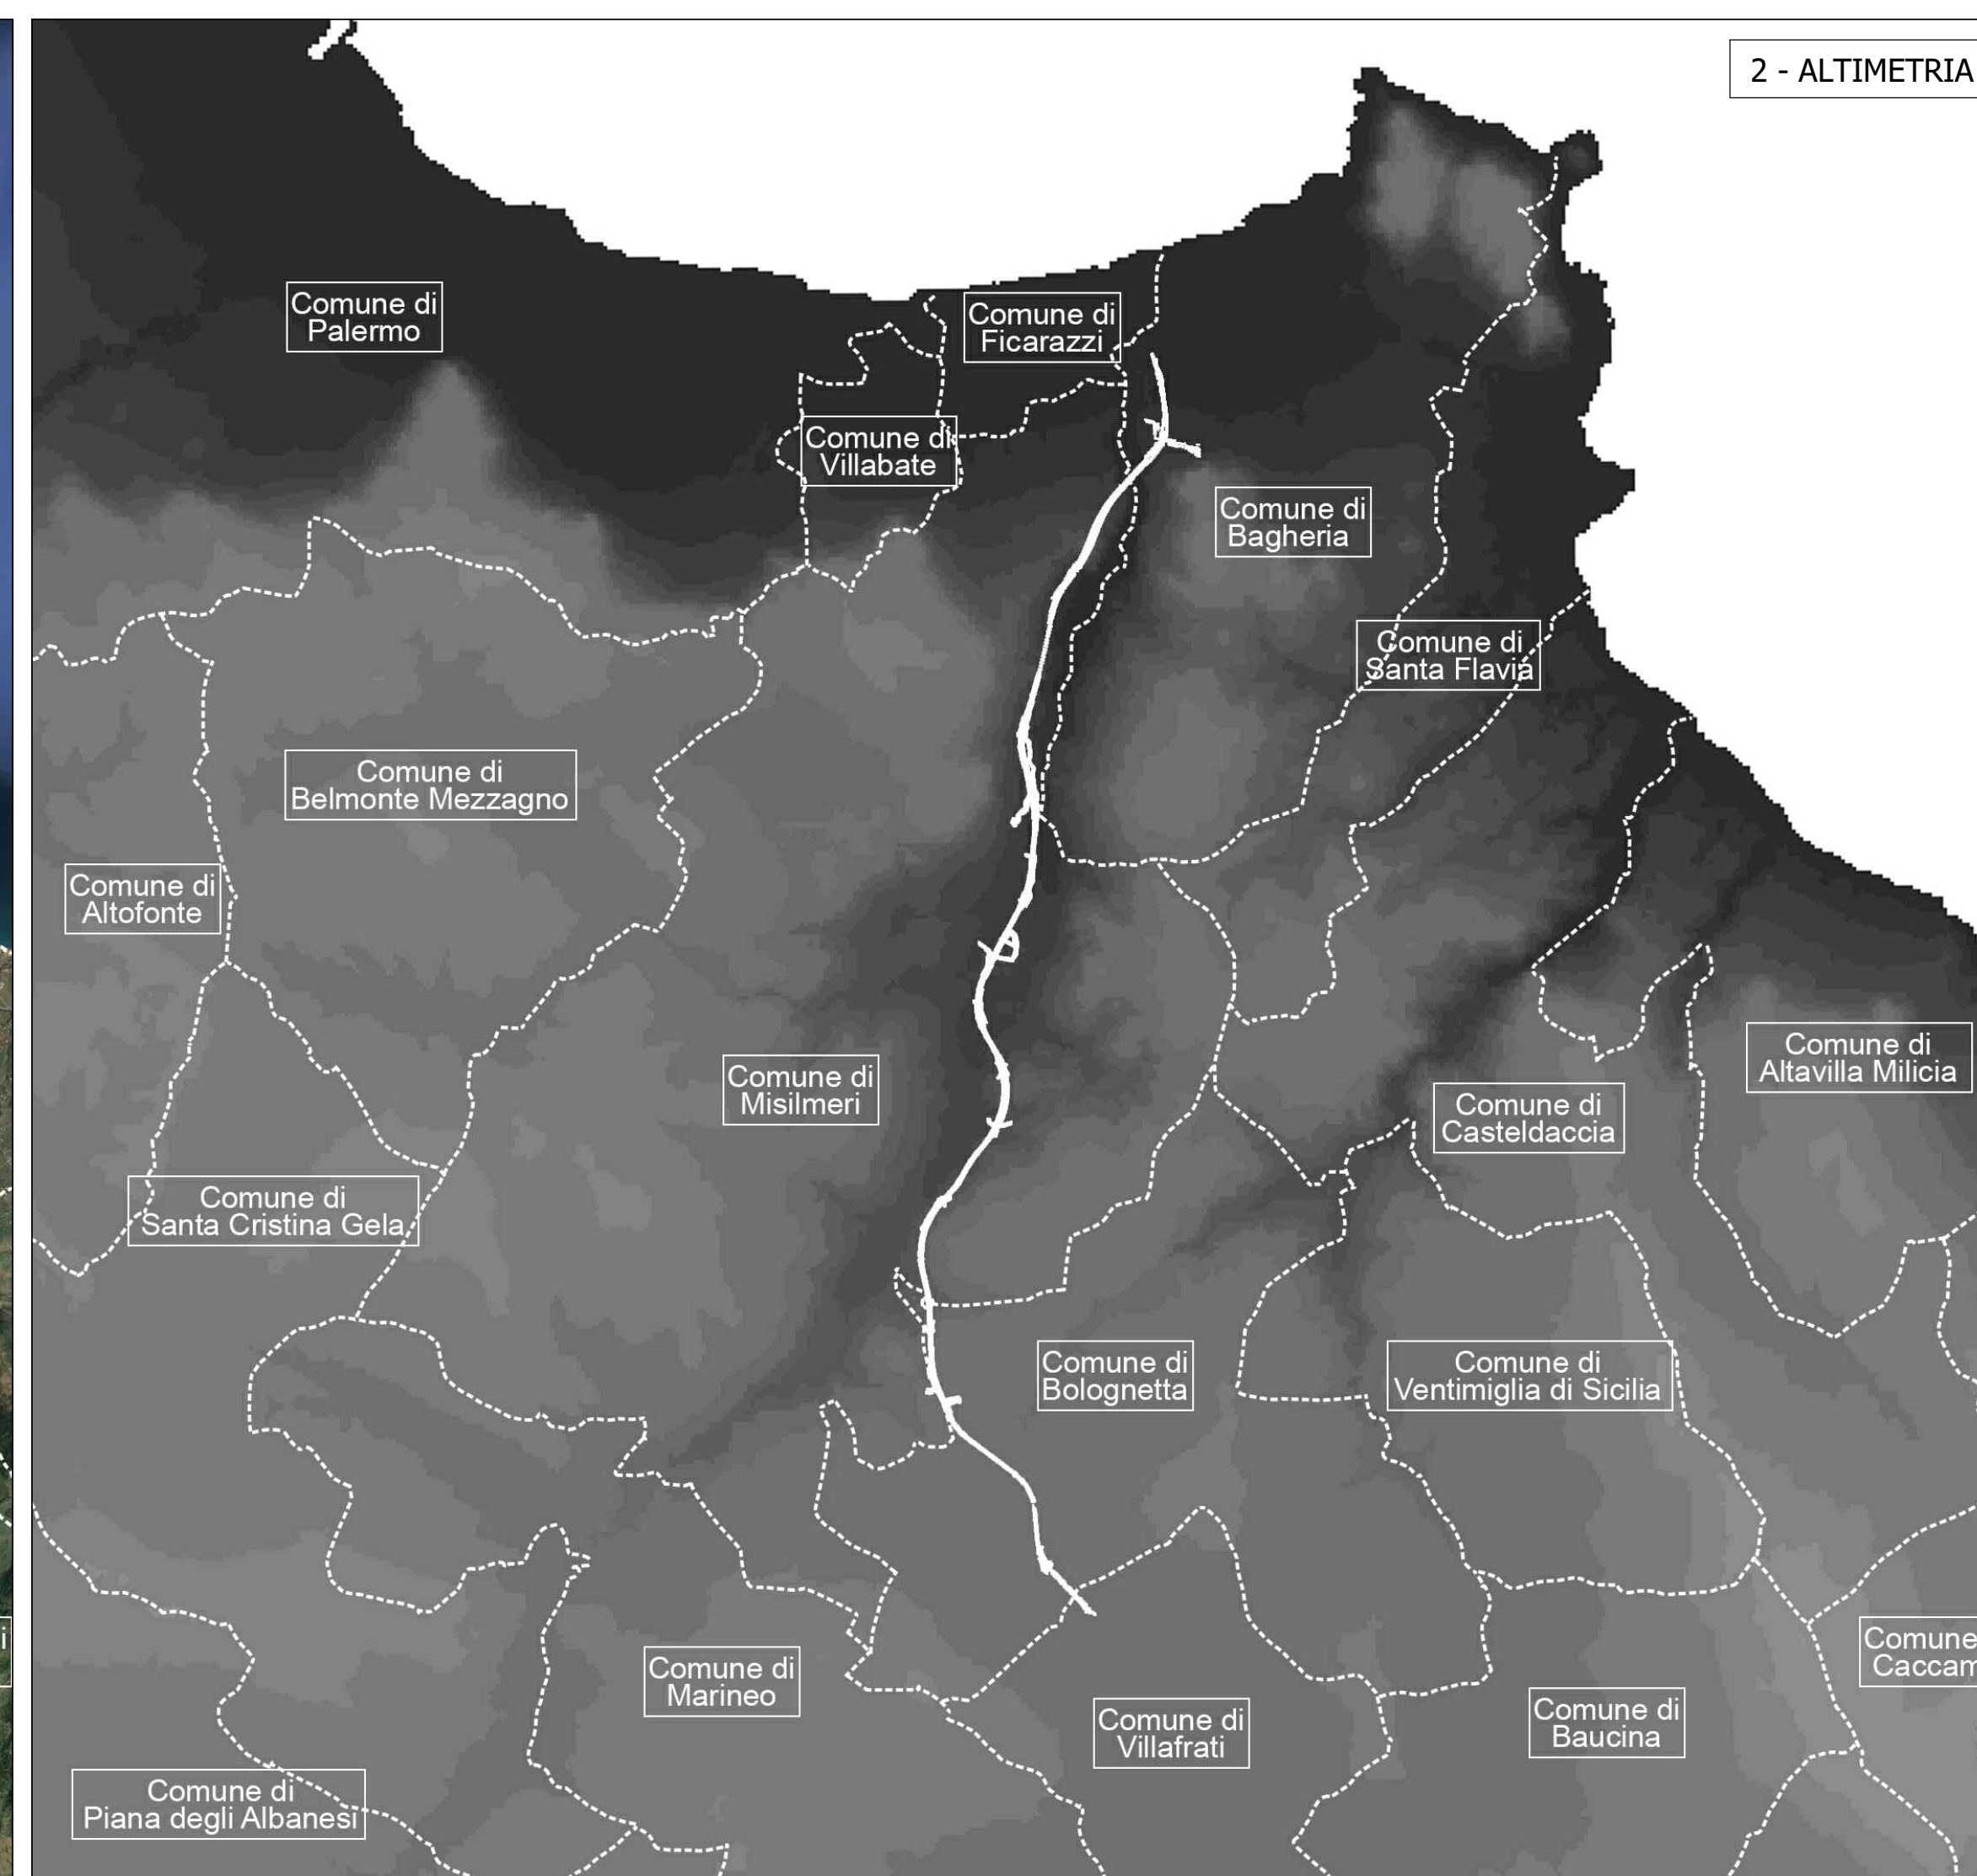 2 - ALTIMETRIA
Comune di
Palermo
Comune di
Ficarazzi
Comune di
Villabate
Comune di
Bagheria
Comune di
Santa Flavia
Comune di
Belmonte Mezzagno
Comune di
Altofonte
Comune di
Altavilla Milicia
Comune di
Misilmeri
Comune di
Casteldaccia
Comune di
Santa Cristina Gela
Comune di
Bolognetta
Comune di
Ventimiglia di Sicilia
i
Comune
Caccam
Comune di
Marineo
Comune di
Baucina
Comune di
Villafrati
Comune di
Piana degli Albanesi